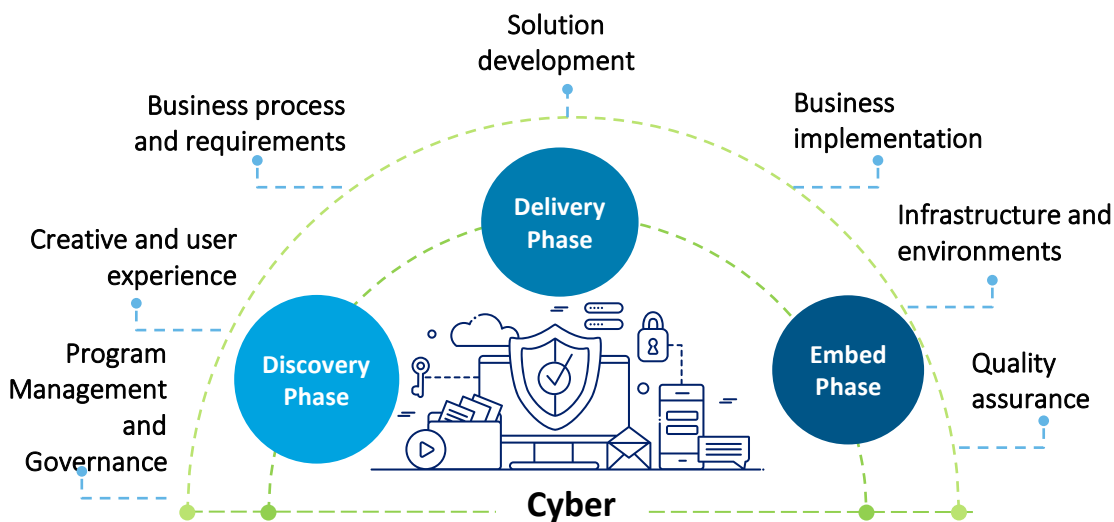 Solution
development
Business process
and requirements
Business
implementation
Delivery
Phase
Creative and user
experience
Infrastructure and
environments
Discovery
Phase
Embed
Phase
Program
Management
and
Governance
Quality
assurance
Cyber